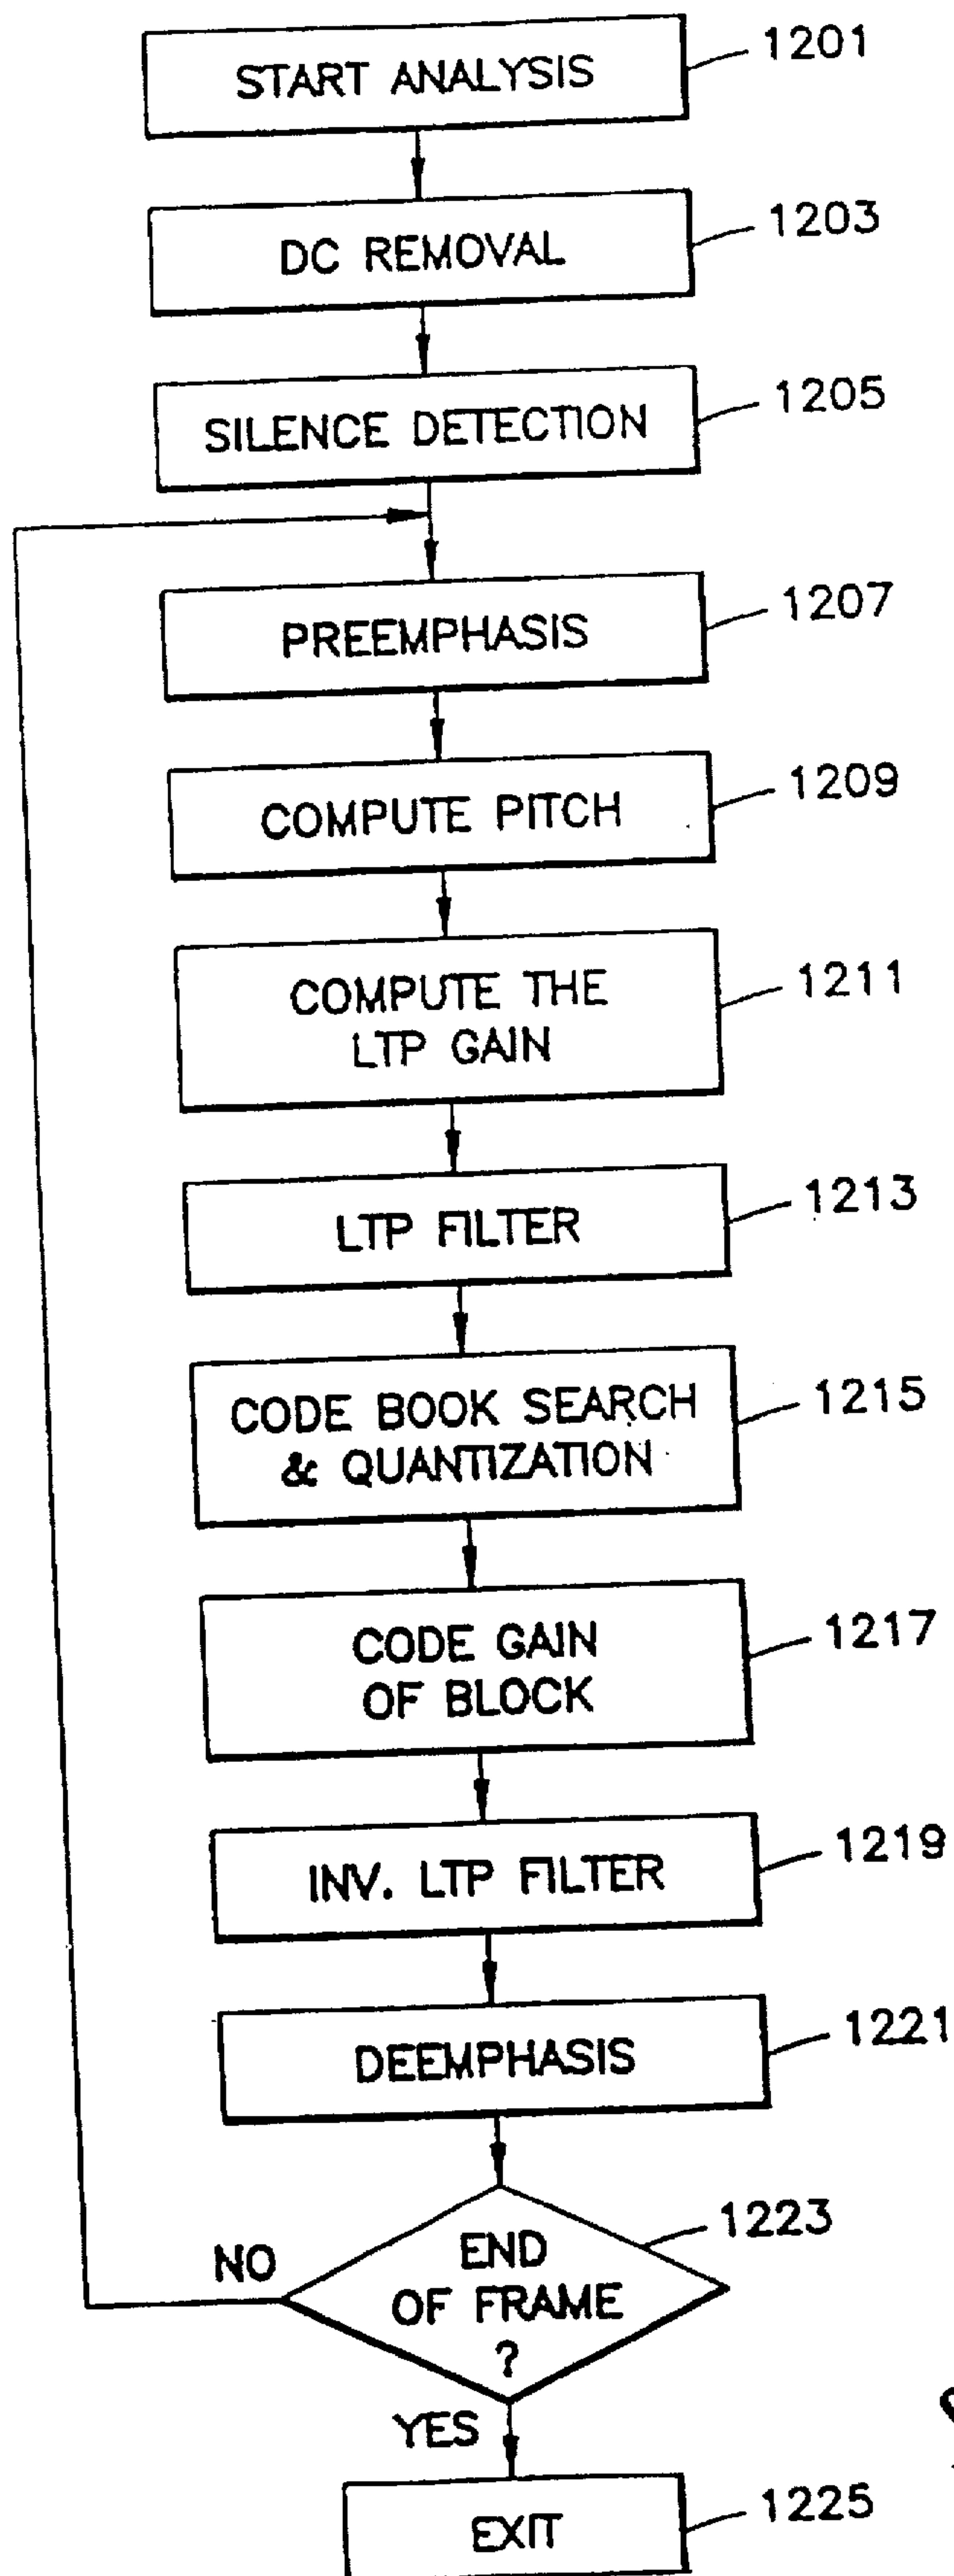 START ANALYSIS 1201
DC REMOVAL 1203
SILENCE DETECTION 1205
PREEMPHASIS 1207
COMPUTE PITCH 1209
COMPUTE THE 1211
LTP GAIN
LTP FILTER 1213
CODE BOOK SEARCH 1215
& QUANTIZATION
CODE GAIN 1217
OF BLOCK
INV. LTP FILTER 1219
DEEMPHASIS 1221
END 1223
NO
OF FRAME
?
YES
EXIT 1225